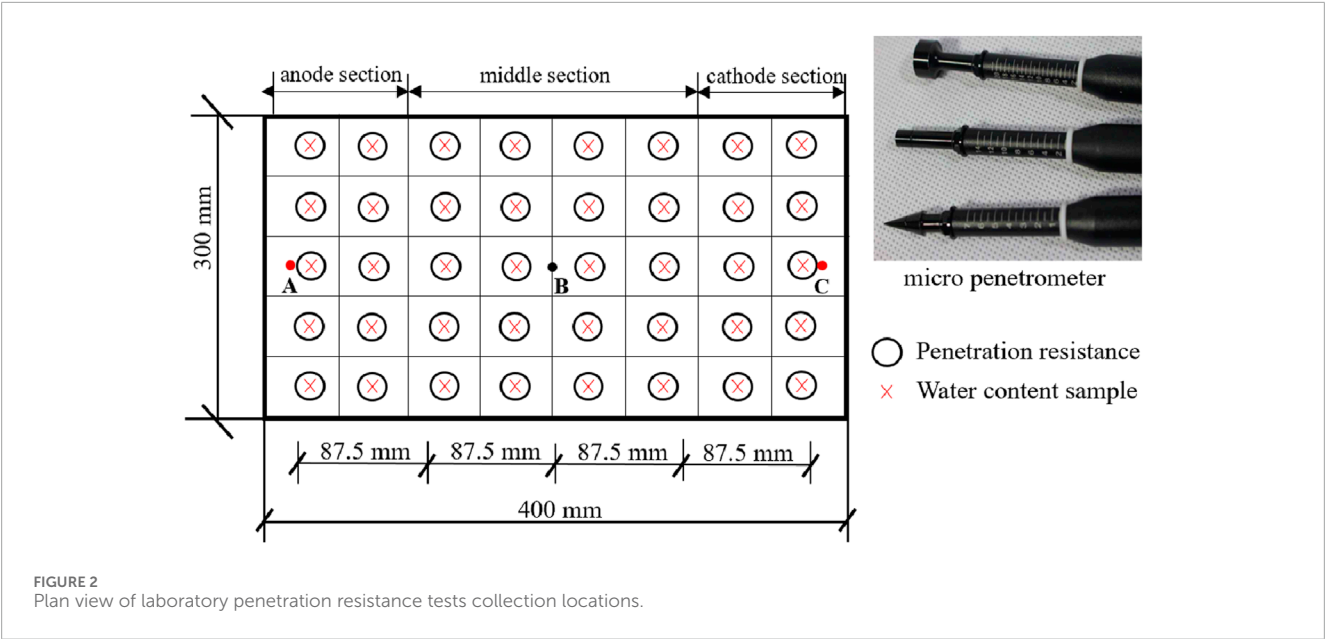 anode section
middle section
cathode section
300 mm
A
B
C
87.5 mm
87.5 mm
87.5 mm
87.5 mm
400 mm
micro penetrometer
Penetration resistance
Water content sample
FIGURE 2
Plan view of laboratory penetration resistance tests collection locations.